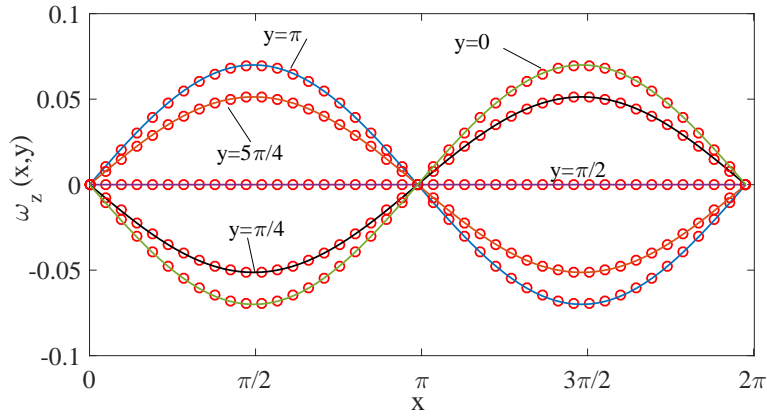 0.1
y=π
y=0
0.05
y=5π/4
ω_z (x,y)
0
y=π/2
y=π/4
-0.05
-0.1
0 π/2 π 3π/2 2π
x